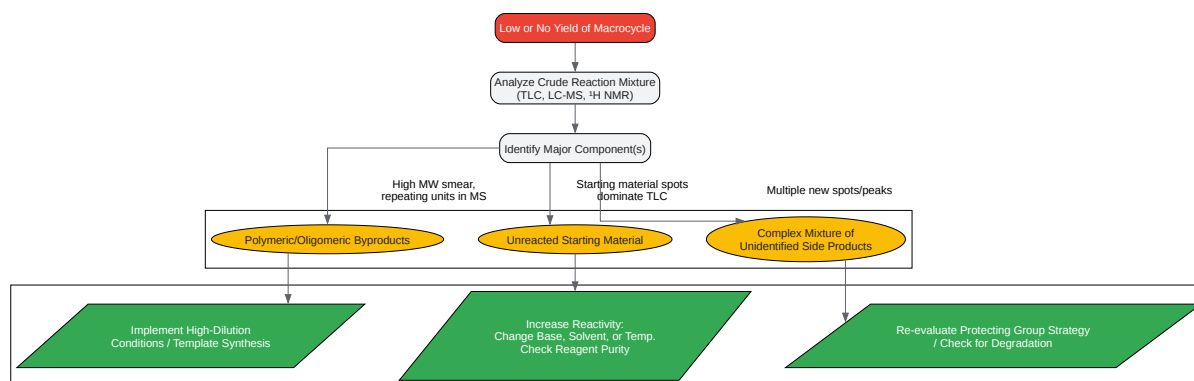 Low or No Yield of Macrocycle
Analyze Crude Reaction Mixture
(TLC, LC-MS, ¹H NMR)
Identify Major Component(s)
High MW smear,
repeating units in MS
Starting material spots
dominate TLC
Multiple new spots/peaks
Polymeric/Oligomeric Byproducts
Unreacted Starting Material
Complex Mixture of
Unidentified Side Products
Implement High-Dilution
Conditions / Template Synthesis
Increase Reactivity:
Change Base, Solvent, or Temp.
Check Reagent Purity
Re-evaluate Protecting Group Strategy
/ Check for Degradation